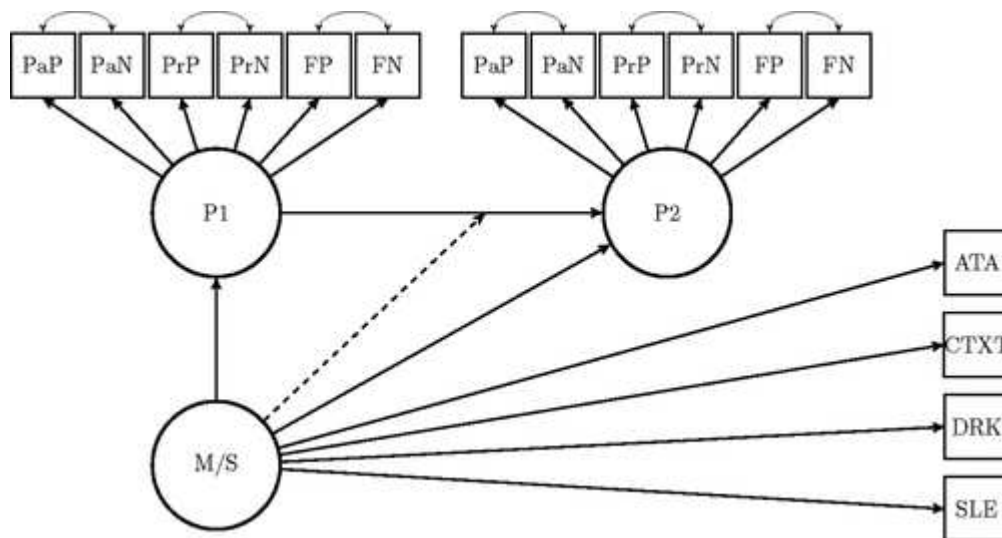 PaP PaN PrP PrN FP FN PaP PaN PrP PrN FP FN
P1 P2
ATA
CTXT
DRK
M/S
SLE